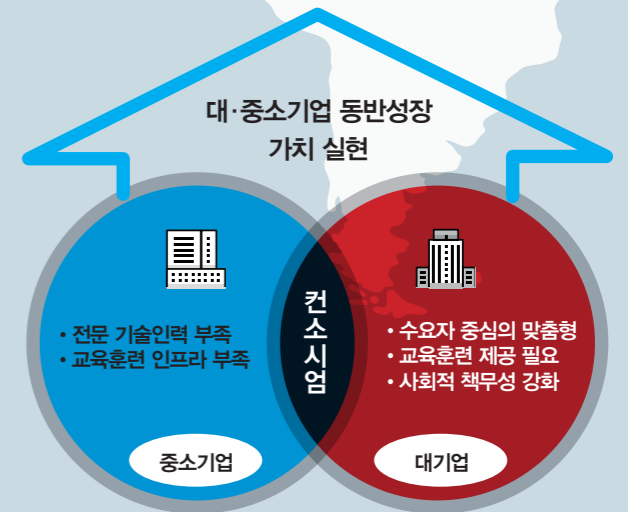 대·중소기업 동반성장
가치 실현
• 전문 기술인력 부족
• 교육훈련 인프라 부족
컨소시엄
• 수요자 중심의 맞춤형
• 교육훈련 제공 필요
• 사회적 책무성 강화
중소기업
대기업